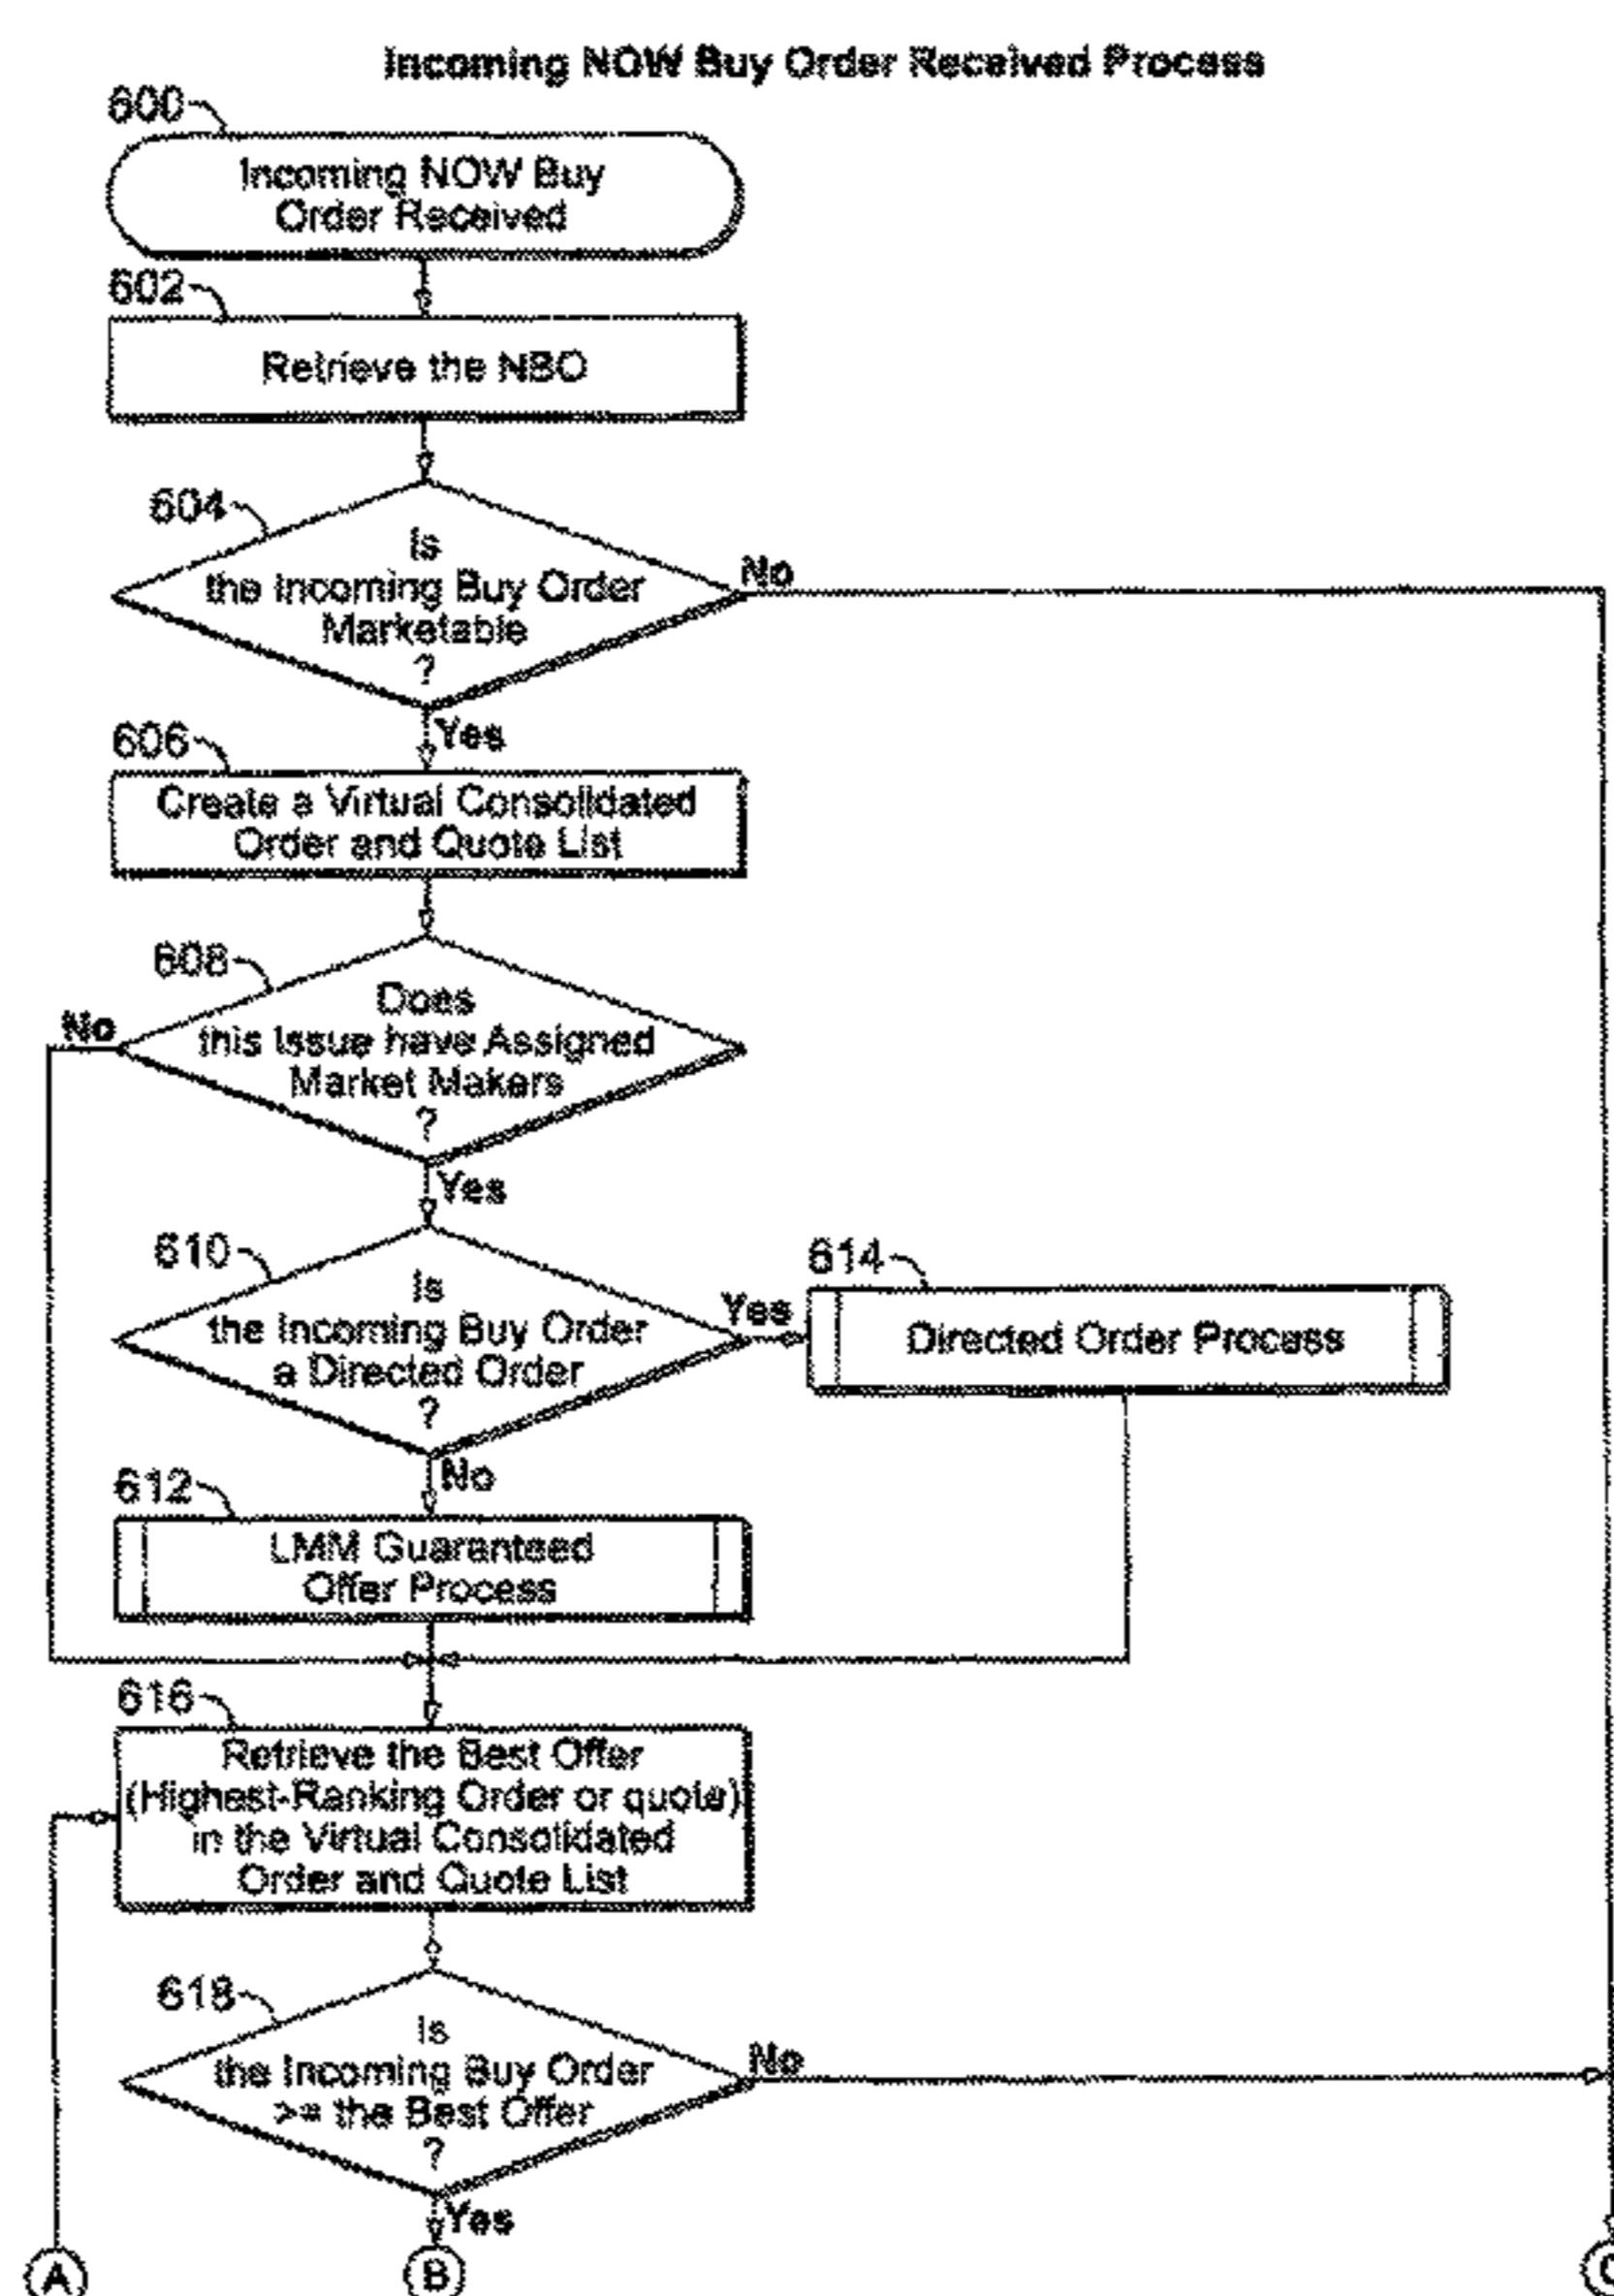 Incoming NOW Buy Order Received Process
600
Incoming NOW Buy
Order Received
602
Retrieve the NBO
604
Is
the Incoming Buy Order
Marketable
?
No
Yes
606
Create a Virtual Consolidated
Order and Quote List
608
Does
this Issue have Assigned
Market Makers
?
No
Yes
610
Is
the Incoming Buy Order
a Directed Order
?
Yes
614
Directed Order Process
No
612
LMM Guaranteed
Offer Process
616
Retrieve the Best Offer
(Highest-Ranking Order or quote)
in the Virtual Consolidated
Order and Quote List
618
Is
the Incoming Buy Order
>= the Best Offer
?
No
Yes
A
B